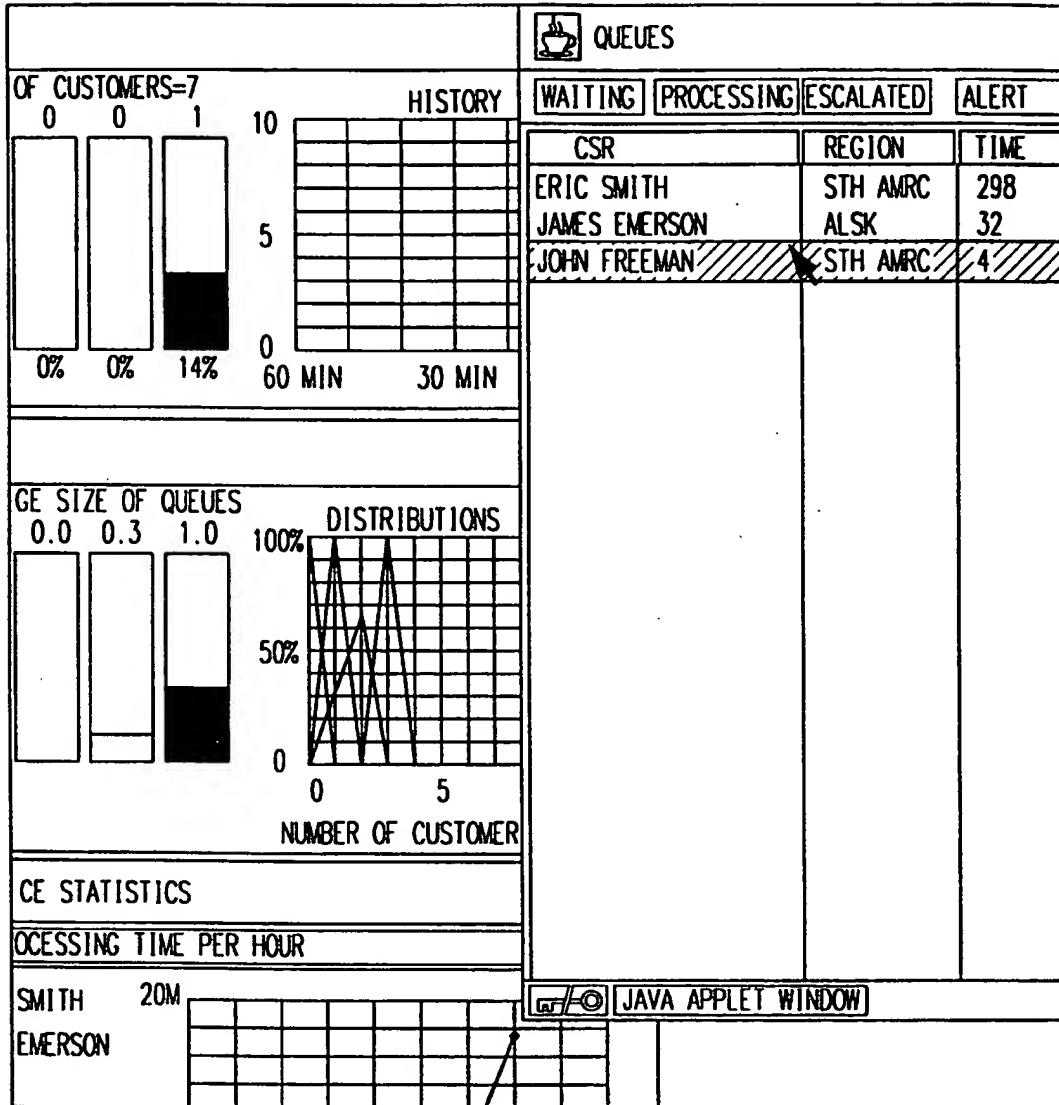 OF CUSTOMERS=7
0 0 1
HISTORY
10
5
0
0% 0% 14%
60 MIN 30 MIN
GE SIZE OF QUEUES
0.0 0.3 1.0
DISTRIBUTIONS
100%
50%
0
0 5
NUMBER OF CUSTOMER
CE STATISTICS
OCESSING TIME PER HOUR
SMITH 20M
EMERSON
QUEUES
WAITING PROCESSING ESCALATED ALERT
CSR REGION TIME
ERIC SMITH STH AMRC 298
JAMES EMERSON ALSK 32
JOHN FREEMAN STH AMRC 4
JAVA APPLET WINDOW